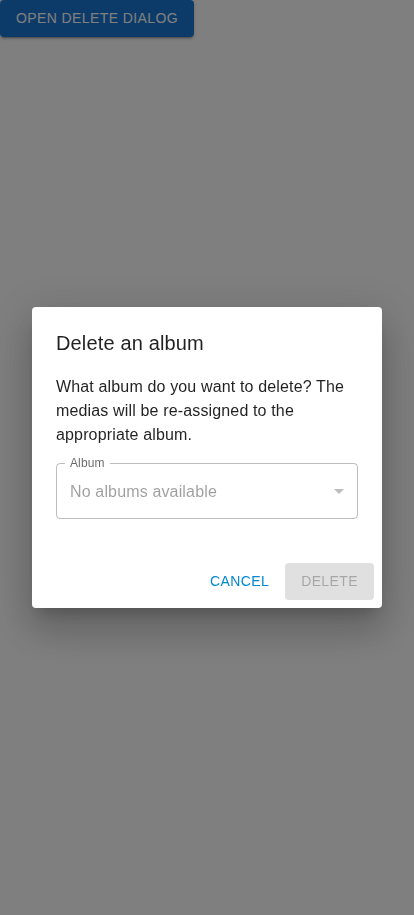 OPEN DELETE DIALOG
Delete an album
What album do you want to delete? The
medias will be re-assigned to the
appropriate album.
Album
No albums available
CANCEL DELETE